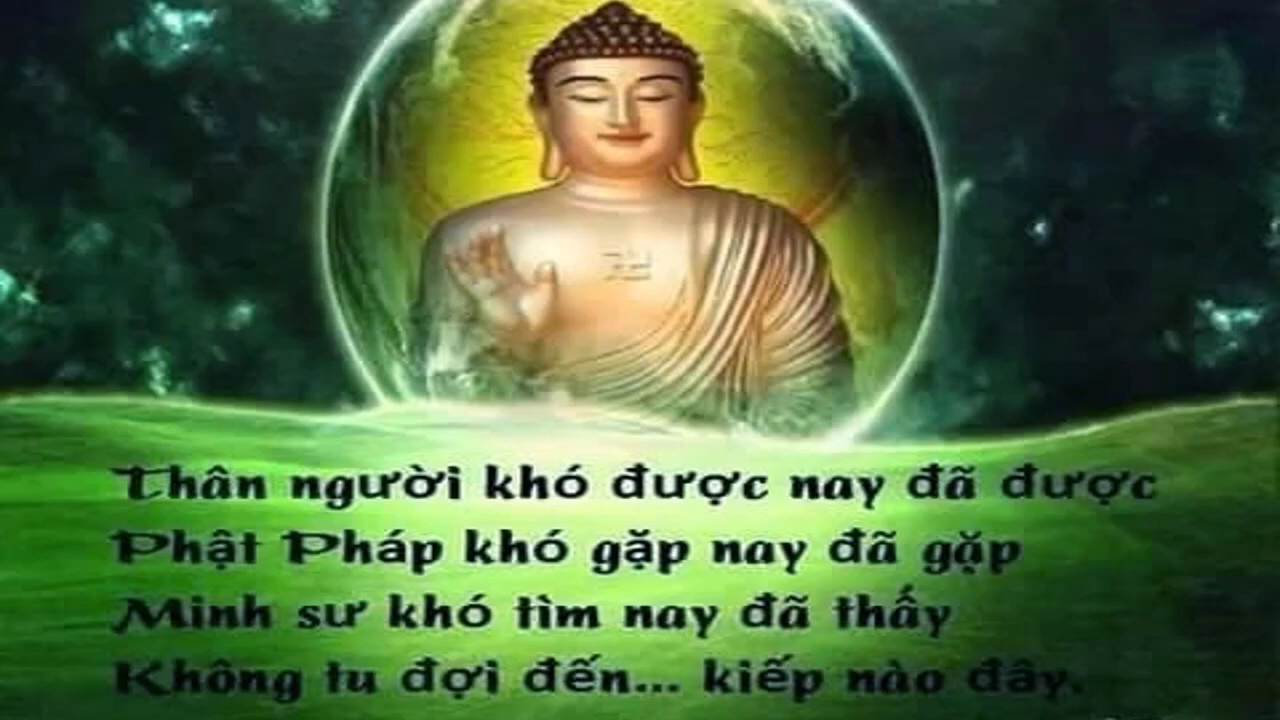 Thân người khó được nay đã được
Phật Pháp khó gặp nay đã gặp
Minh sư khó tìm nay đã thấy
Không tu đợi đến... kiếp nào đây.